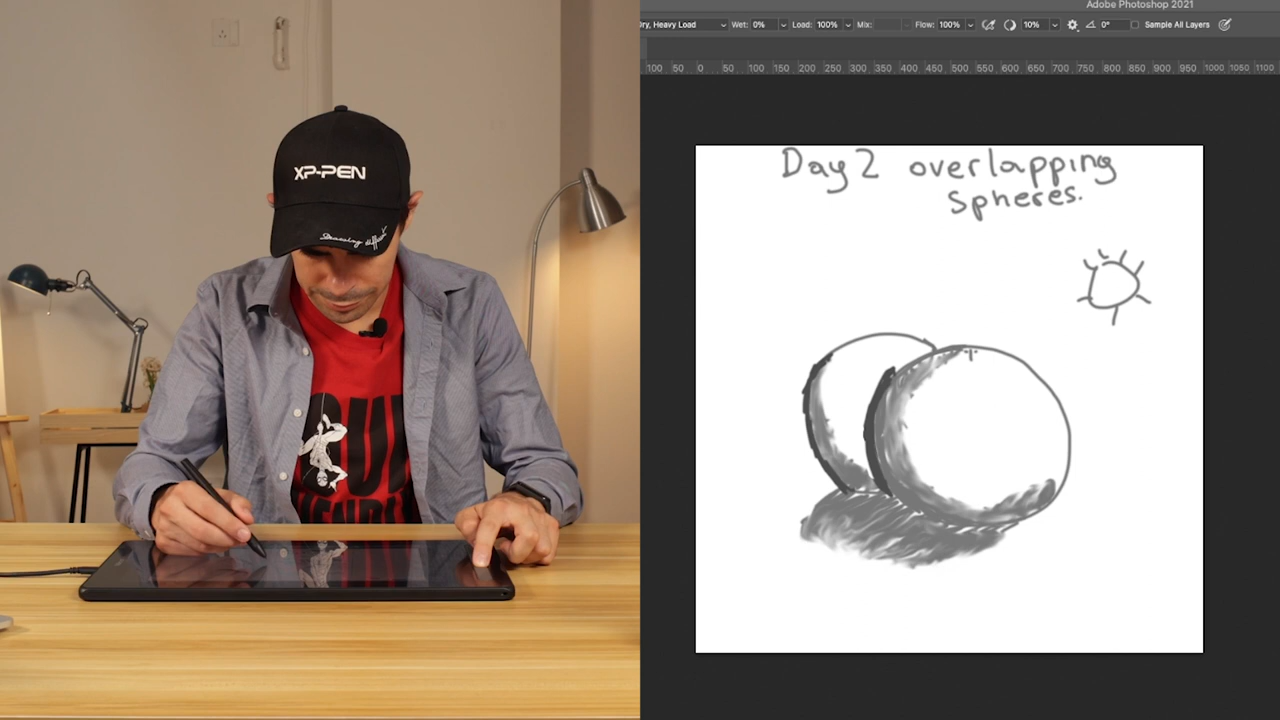 XP-PEN
Adobe Photoshop 2021
Dry, Heavy Load
Wet: 0%
Load: 100%
Mix:
Flow: 100%
10%
0°
Sample All Layers
100 50 0 50 100 150 200 250 300 350 400 450 500 550 600 650 700 750 800 850 900 950 1000 1050 1100
Day 2 overlapping
Spheres.